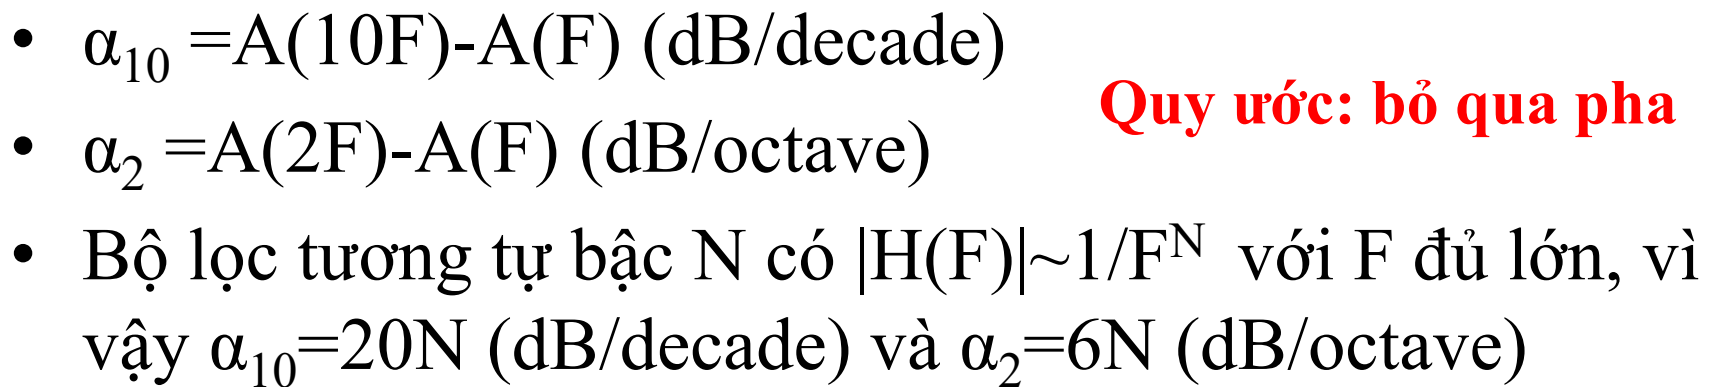 • α₁₀ =A(10F)-A(F) (dB/decade)
Quy ước: bỏ qua pha
• α₂ =A(2F)-A(F) (dB/octave)
• Bộ lọc tương tự bậc N có |H(F)|~1/Fᴺ với F đủ lớn, vì
vậy α₁₀=20N (dB/decade) và α₂=6N (dB/octave)